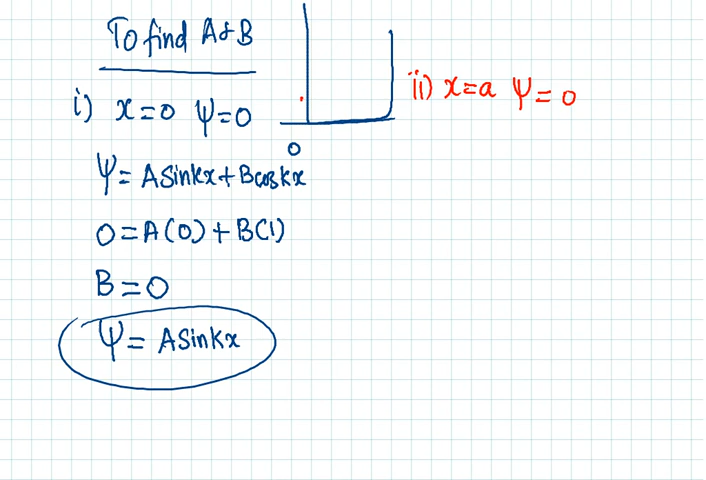 To find A & B
i) x=0 ψ=0
ii) x=a ψ=0
0
ψ= ASinkx+Bcoskx
0=A(0)+B(1)
B=0
ψ= ASinkx